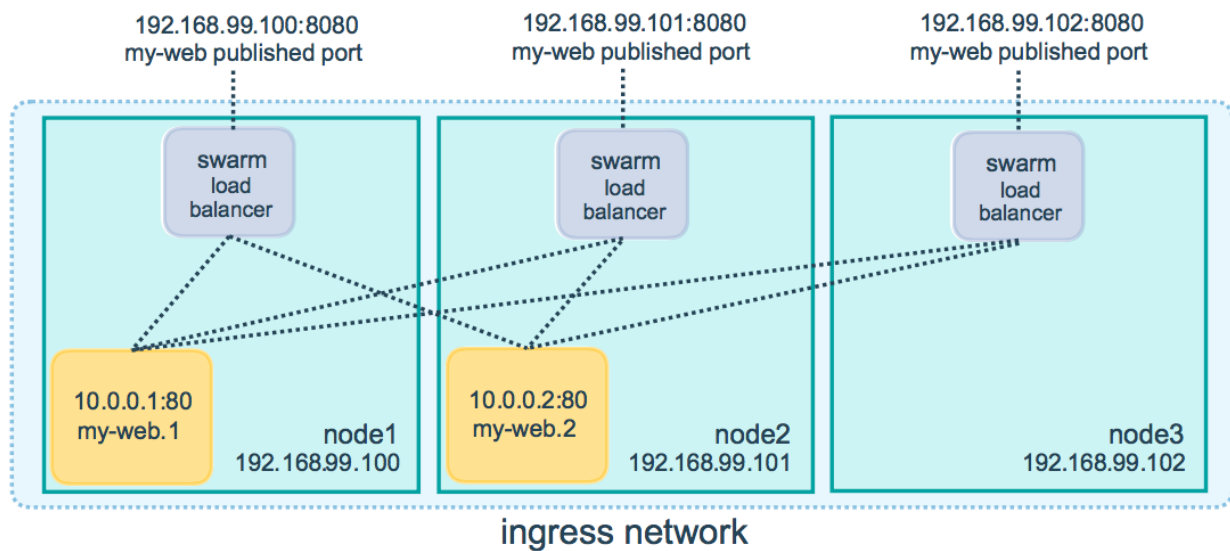 192.168.99.100:8080
my-web published port
192.168.99.101:8080
my-web published port
192.168.99.102:8080
my-web published port
swarm
load
balancer
swarm
load
balancer
swarm
load
balancer
10.0.0.1:80
my-web.1
node1
192.168.99.100
10.0.0.2:80
my-web.2
node2
192.168.99.101
node3
192.168.99.102
ingress network